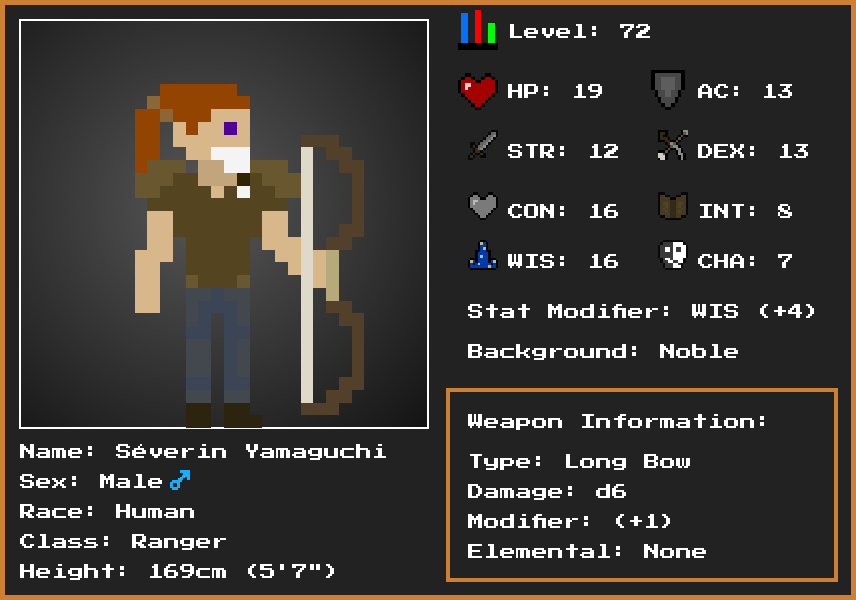 Level: 72
HP: 19
AC: 13
STR: 12
DEX: 13
CON: 16
INT: 8
WIS: 16
CHA: 7
Stat Modifier: WIS (+4)
Background: Noble
Weapon Information:
Type: Long Bow
Damage: d6
Modifier: (+1)
Elemental: None
Name: Séverin Yamaguchi
Sex: Male ♂
Race: Human
Class: Ranger
Height: 169cm (5'7")